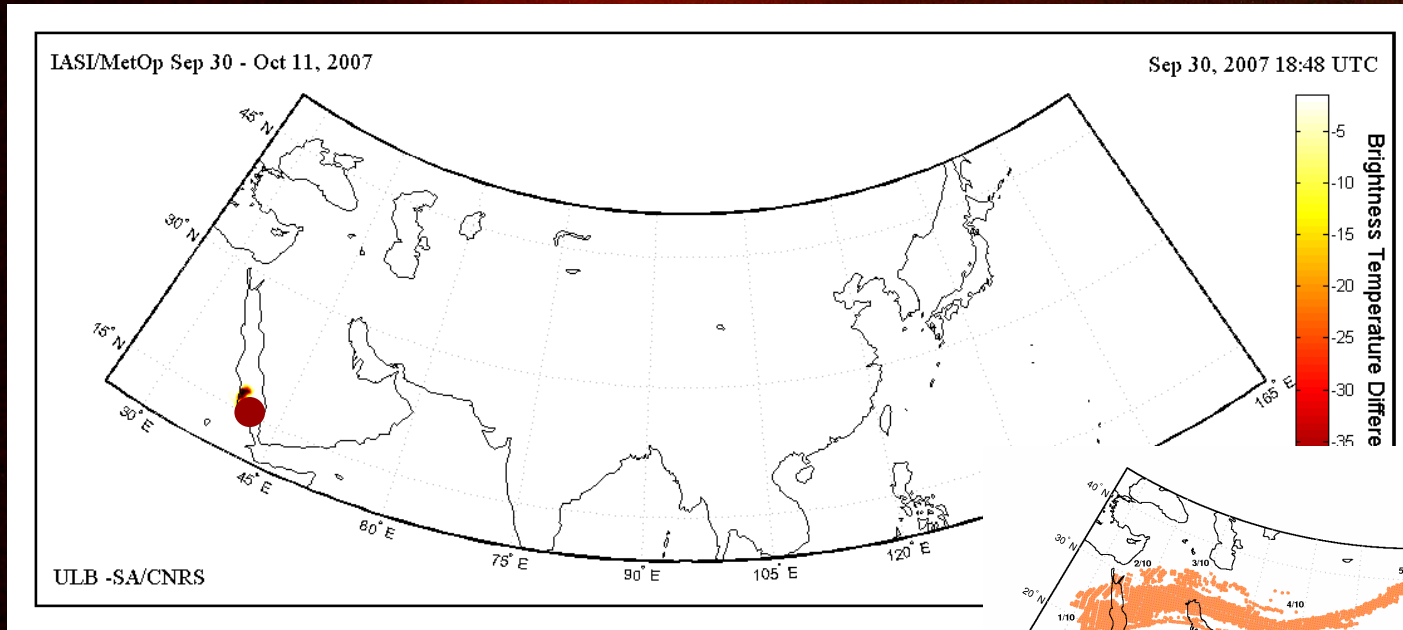 IASI/MetOp Sep 30 - Oct 11, 2007
Sep 30, 2007 18:48 UTC
45° N
30° N
15° N
30° E
45° E
60° E
75° E
90° E
105° E
120° E
165° E
-5
-10
-15
-20
-25
-30
-35
Brightness Temperature Differe
ULB -SA/CNRS
40° N
30° N
20° N
1/10
2/10
3/10
4/10
5